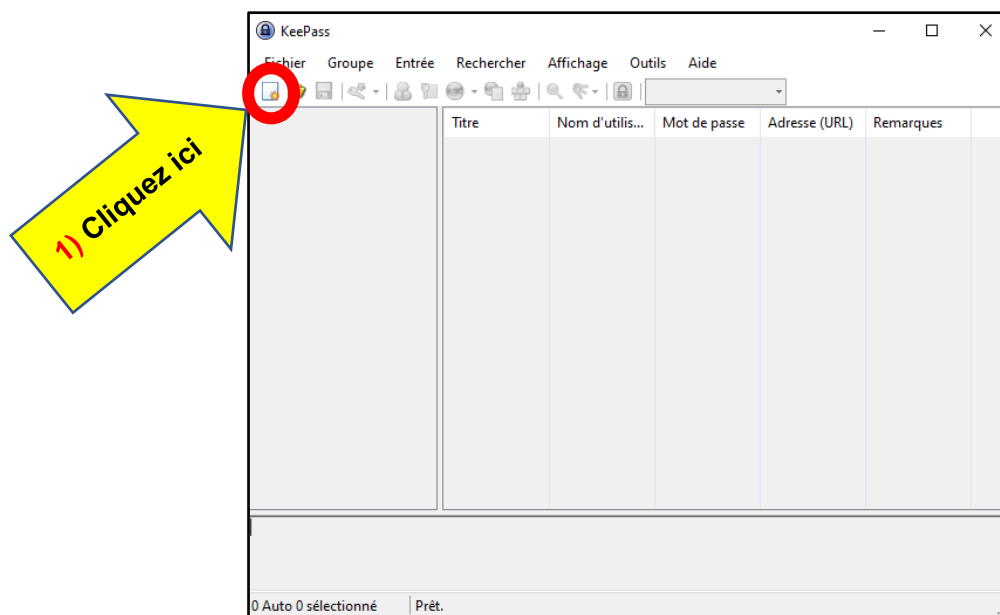 KeePass
Fichier Groupe Entrée Rechercher Affichage Outils Aide
Titre Nom d'utilis... Mot de passe Adresse (URL) Remarques
1) Cliquez ici
0 Auto 0 sélectionné Prêt.